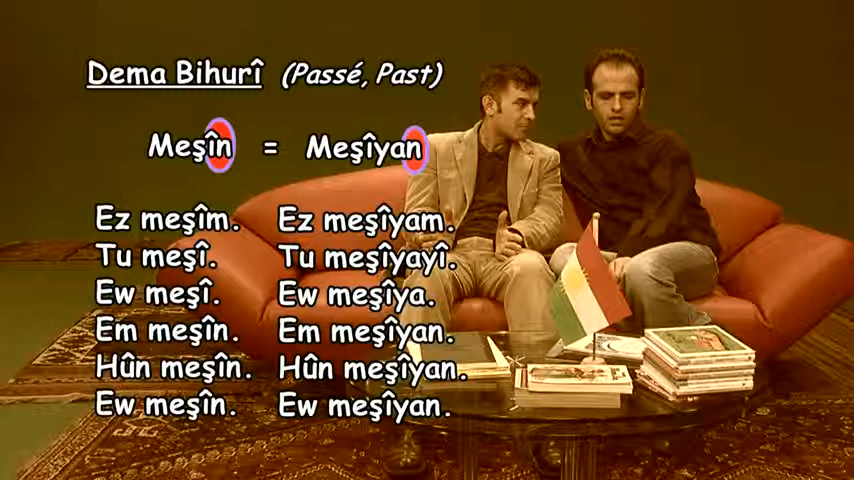 Dema Bihurî (Passé, Past)
Meşîn = Meşîyan
Ez meşîm. Ez meşîyam.
Tu meşî. Tu meşîyayî.
Ew meşî. Ew meşîya.
Em meşîn. Em meşîyan.
Hûn meşîn. Hûn meşîyan.
Ew meşîn. Ew meşîyan.